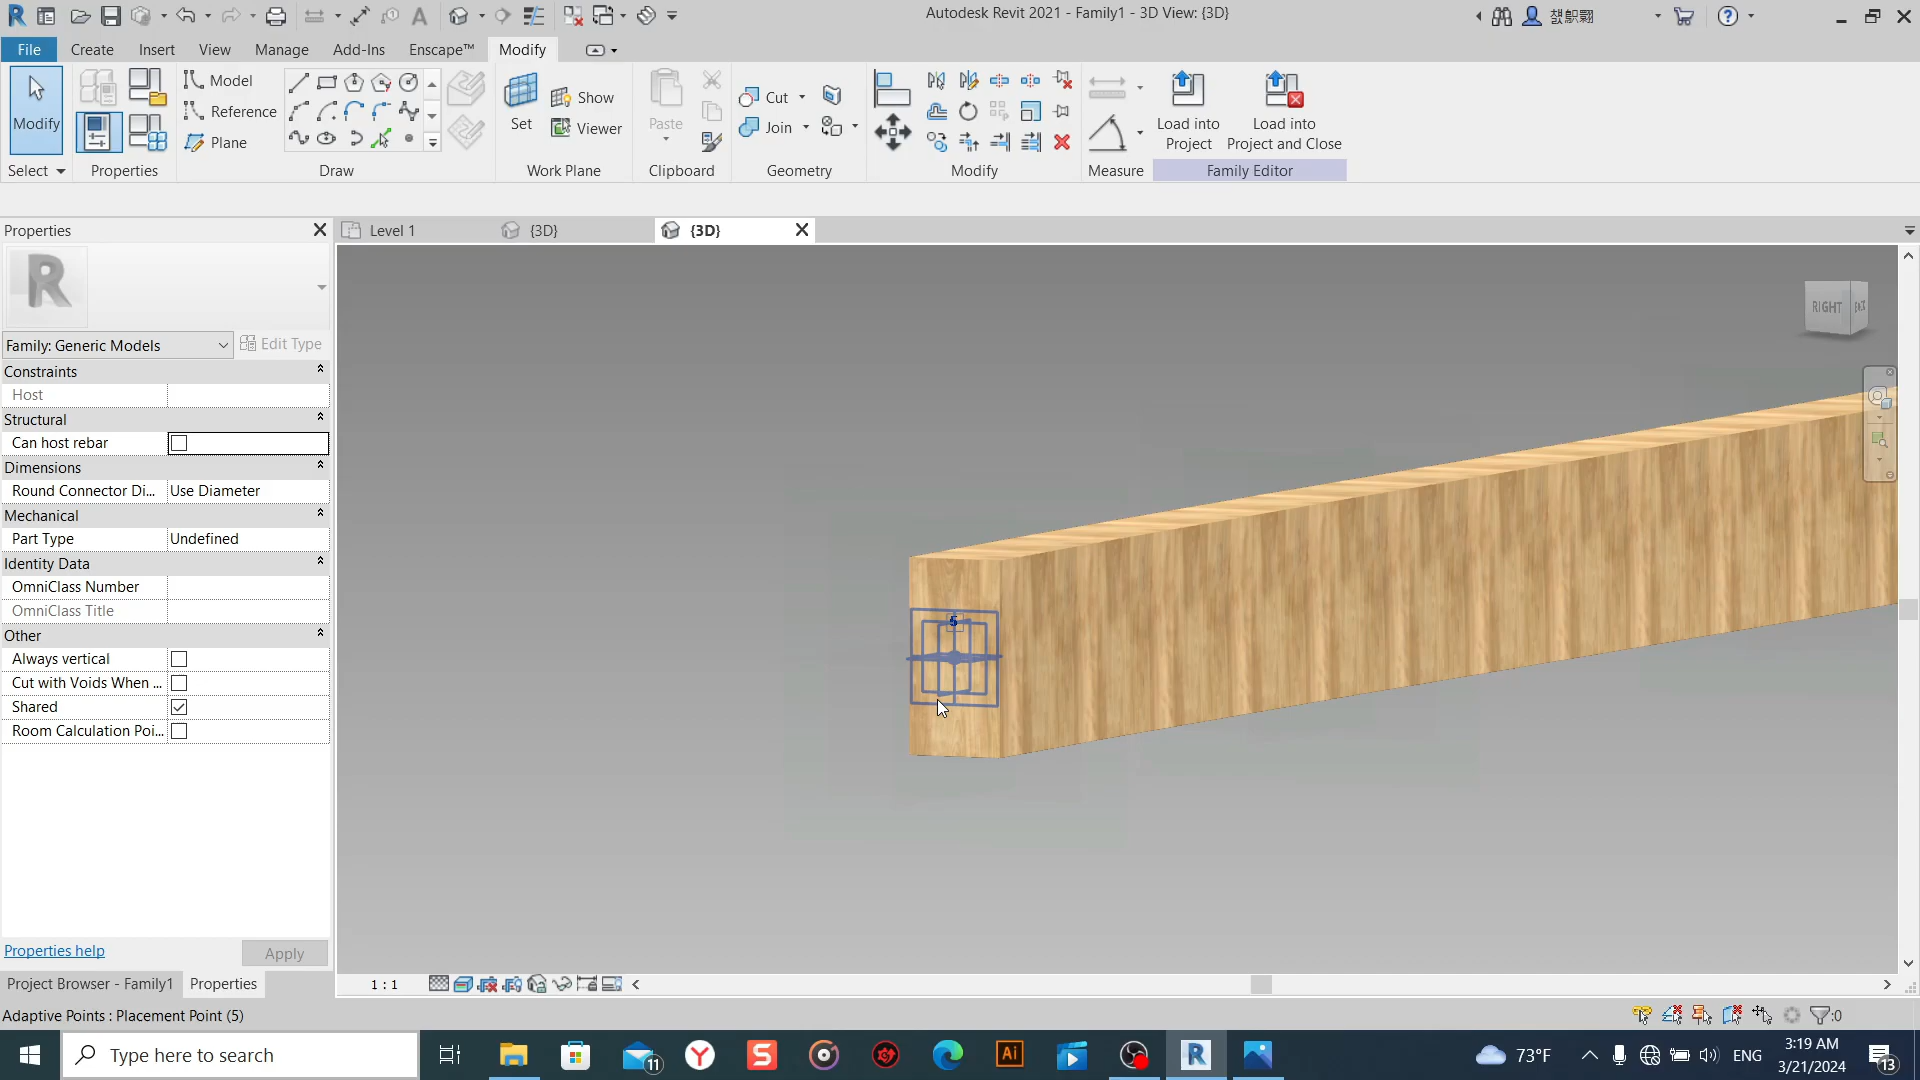 Autodesk Revit 2021 - Family1 - 3D View: {3D}
File
Create
Insert
View
Manage
Add-Ins
Enscape™
Modify
Modify
Select
Properties
Model
Reference
Plane
Draw
Set
Show
Viewer
Work Plane
Paste
Clipboard
Cut
Join
Geometry
Modify
Measure
Load into
Project
Load into
Project and Close
Family Editor
Properties
Level 1
{3D}
{3D}
R
Family: Generic Models
Edit Type
Constraints
Host
Structural
Can host rebar
Dimensions
Round Connector Di...
Use Diameter
Mechanical
Part Type
Undefined
Identity Data
OmniClass Number
OmniClass Title
Other
Always vertical
Cut with Voids When ...
Shared
Room Calculation Poi...
Properties help
Apply
Project Browser - Family1
Properties
5
RIGHT
1 : 1
Adaptive Points : Placement Point (5)
:0
Type here to search
11
Y
S
Ai
R
73°F
ENG
3:19 AM
3/21/2024
13